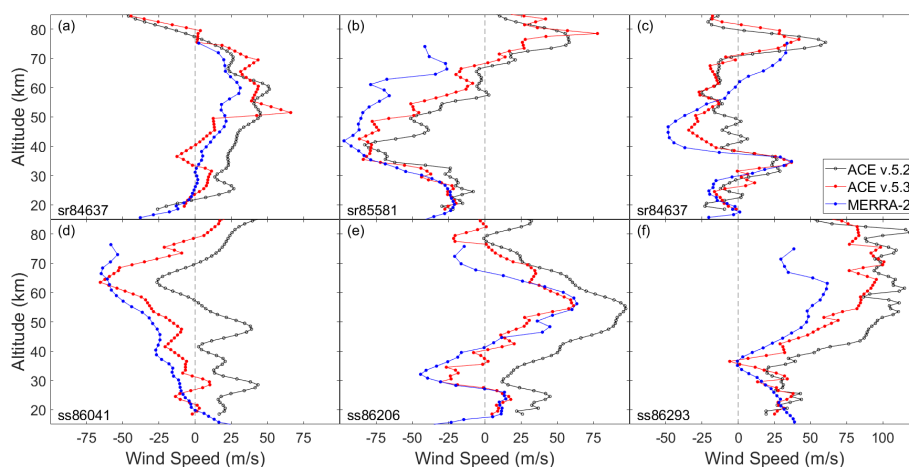 (a) (b) (c)
80
70
60
50
40
30
20
Altitude (km)
sr84637 sr85581 sr84637
ACE v.5.2
ACE v.5.3
MERRA-2
(d) (e) (f)
80
70
60
50
40
30
20
Altitude (km)
ss86041 ss86206 ss86293
-50 -25 0 25 50 75 -75 -50 -25 0 25 50 75 -50 -25 0 25 50 75 100
Wind Speed (m/s) Wind Speed (m/s) Wind Speed (m/s)